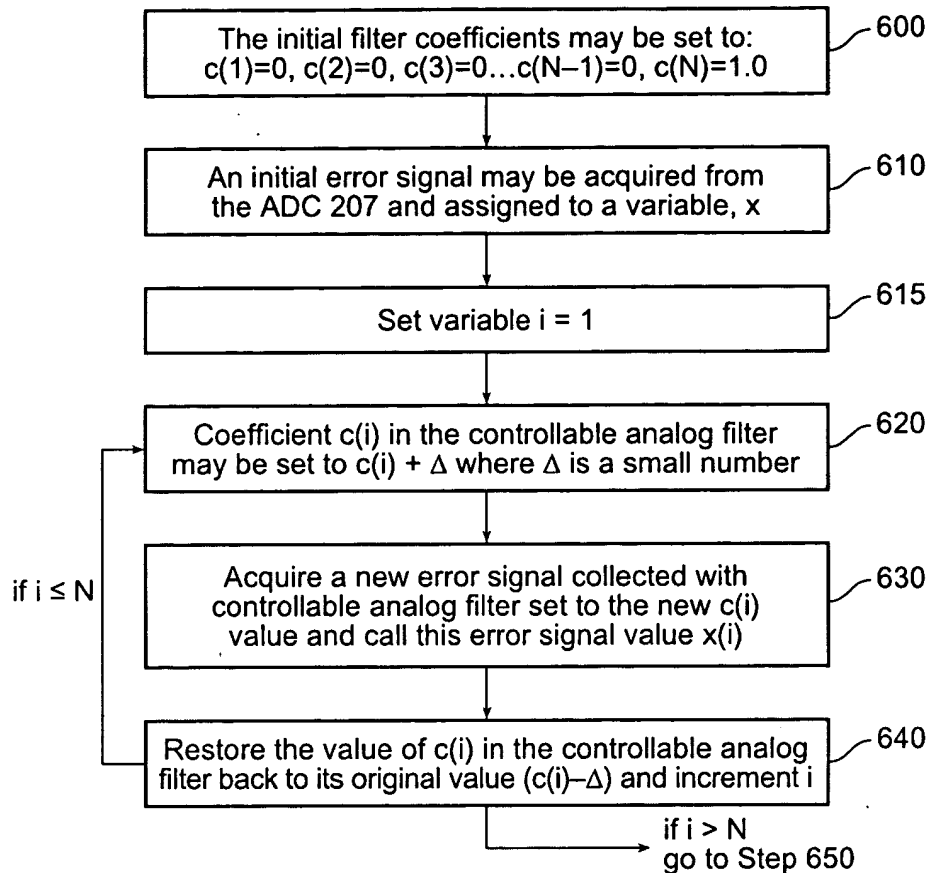 The initial filter coefficients may be set to:
c(1)=0, c(2)=0, c(3)=0...c(N–1)=0, c(N)=1.0
600
An initial error signal may be acquired from
the ADC 207 and assigned to a variable, x
610
Set variable i = 1
615
Coefficient c(i) in the controllable analog filter
may be set to c(i) + Δ where Δ is a small number
620
if i ≤ N
Acquire a new error signal collected with
controllable analog filter set to the new c(i)
value and call this error signal value x(i)
630
Restore the value of c(i) in the controllable analog
filter back to its original value (c(i)–Δ) and increment i
640
if i > N
go to Step 650